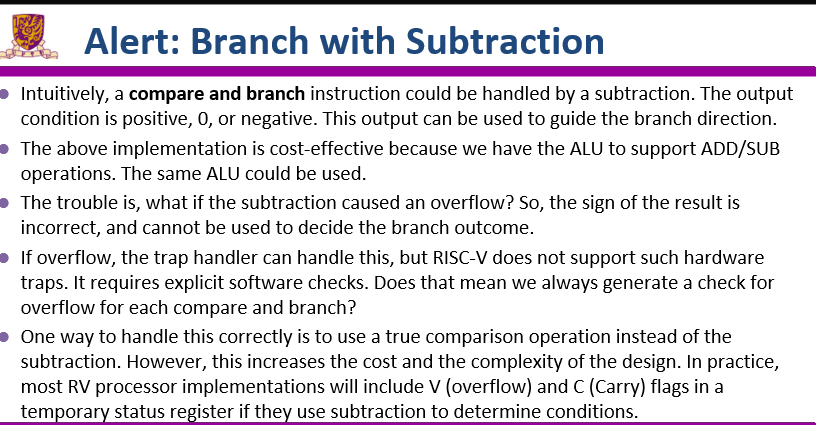 Alert: Branch with Subtraction
Intuitively, a compare and branch instruction could be handled by a subtraction. The output
condition is positive, 0, or negative. This output can be used to guide the branch direction.
The above implementation is cost-effective because we have the ALU to support ADD/SUB
operations. The same ALU could be used.
The trouble is, what if the subtraction caused an overflow? So, the sign of the result is
incorrect, and cannot be used to decide the branch outcome.
If overflow, the trap handler can handle this, but RISC-V does not support such hardware
traps. It requires explicit software checks. Does that mean we always generate a check for
overflow for each compare and branch?
One way to handle this correctly is to use a true comparison operation instead of the
subtraction. However, this increases the cost and the complexity of the design. In practice,
most RV processor implementations will include V (overflow) and C (Carry) flags in a
temporary status register if they use subtraction to determine conditions.